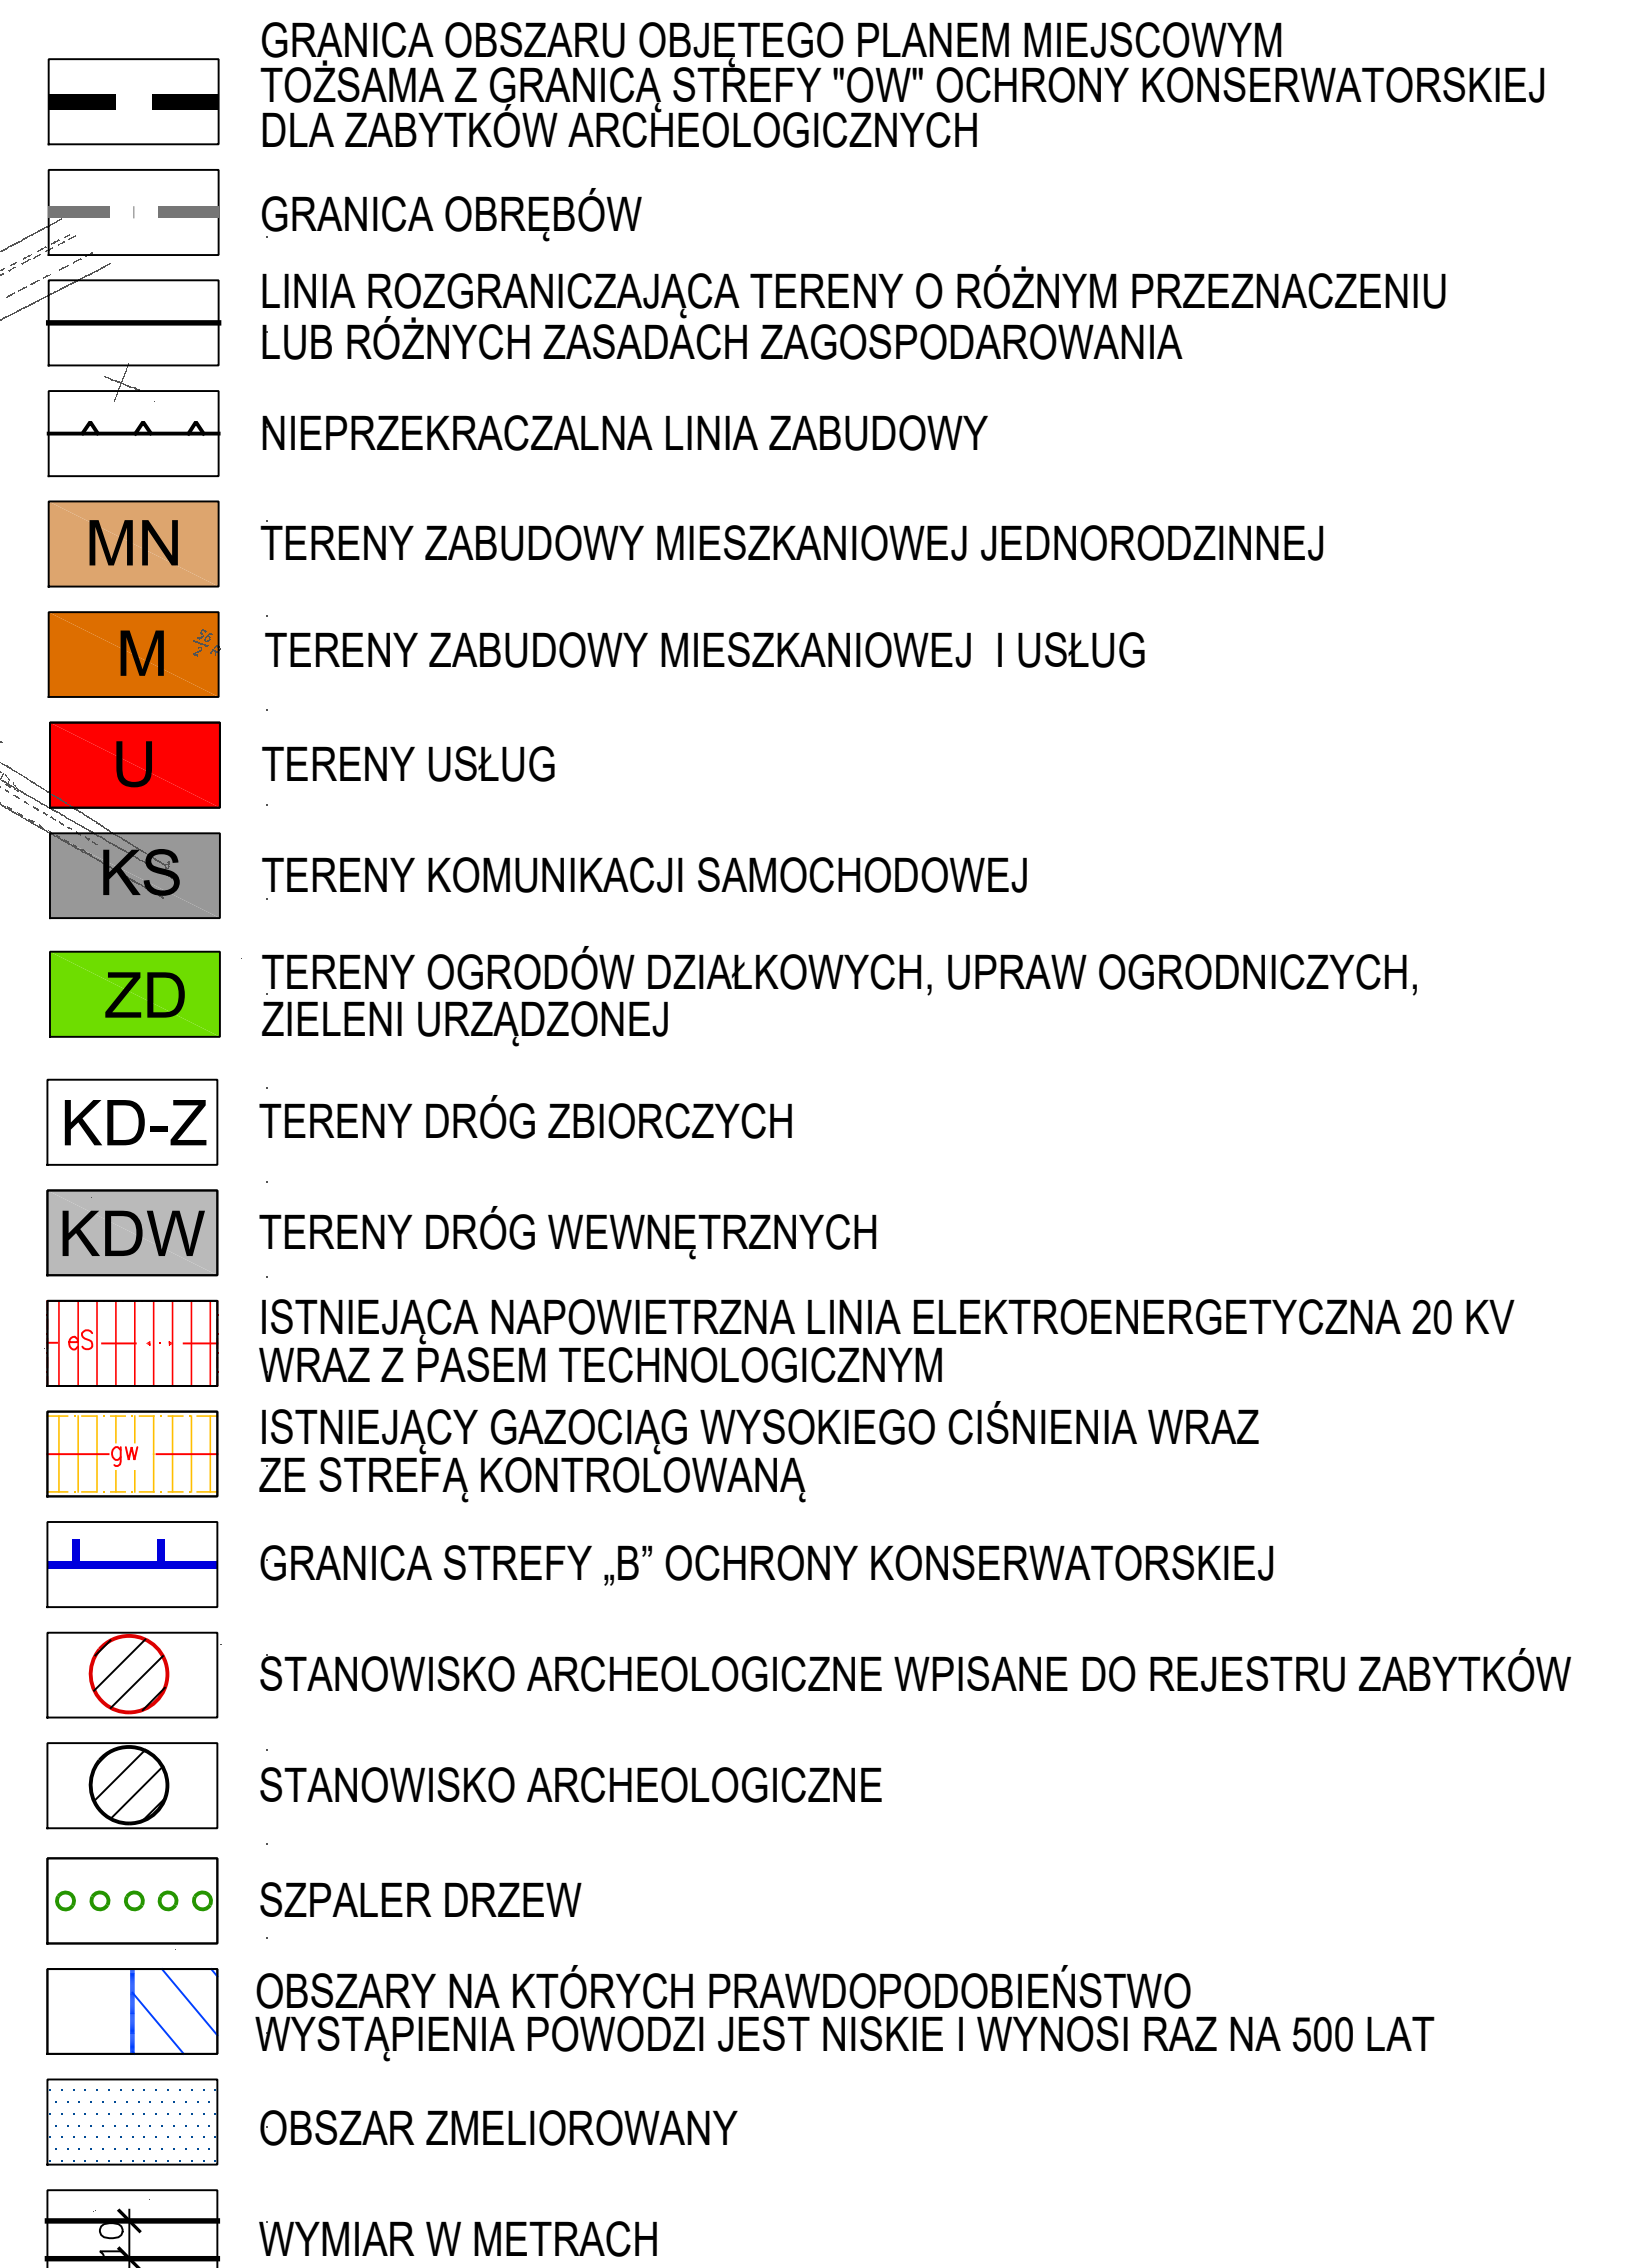 GRANICA OBSZARU OBJĘTEGO PLANEM MIEJSCOWYM
TOŻSAMA Z GRANICĄ STREFY "OW" OCHRONY KONSERWATORSKIEJ
DLA ZABYTKÓW ARCHEOLOGICZNYCH
GRANICA OBRĘBÓW
LINIA ROZGRANICZAJĄCA TERENY O RÓŻNYM PRZEZNACZENIU
LUB RÓŻNYCH ZASADACH ZAGOSPODAROWANIA
NIEPRZEKRACZALNA LINIA ZABUDOWY
MN TERENY ZABUDOWY MIESZKANIOWEJ JEDNORODZINNEJ
M TERENY ZABUDOWY MIESZKANIOWEJ I USŁUG
U TERENY USŁUG
KS TERENY KOMUNIKACJI SAMOCHODOWEJ
ZD TERENY OGRODÓW DZIAŁKOWYCH, UPRAW OGRODNICZYCH,
ZIELENI URZĄDZONEJ
KD-Z TERENY DRÓG ZBIORCZYCH
KDW TERENY DRÓG WEWNĘTRZNYCH
eS ISTNIEJĄCA NAPOWIETRZNA LINIA ELEKTROENERGETYCZNA 20 KV
WRAZ Z PASEM TECHNOLOGICZNYM
gw ISTNIEJĄCY GAZOCIĄG WYSOKIEGO CIŚNIENIA WRAZ
ZE STREFĄ KONTROLOWANĄ
GRANICA STREFY „B” OCHRONY KONSERWATORSKIEJ
STANOWISKO ARCHEOLOGICZNE WPISANE DO REJESTRU ZABYTKÓW
STANOWISKO ARCHEOLOGICZNE
SZPALER DRZEW
OBSZARY NA KTÓRYCH PRAWDOPODOBIEŃSTWO
WYSTĄPIENIA POWODZI JEST NISKIE I WYNOSI RAZ NA 500 LAT
OBSZAR ZMELIOROWANY
10 WYMIAR W METRACH